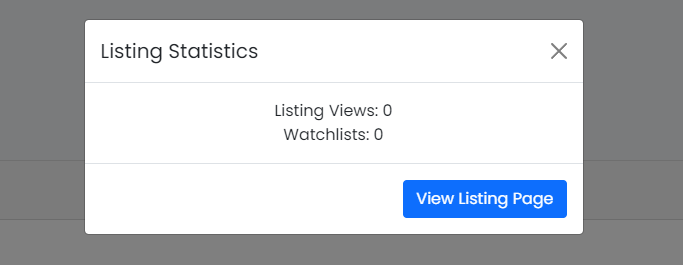 Listing Statistics
Listing Views: 0
Watchlists: 0
View Listing Page